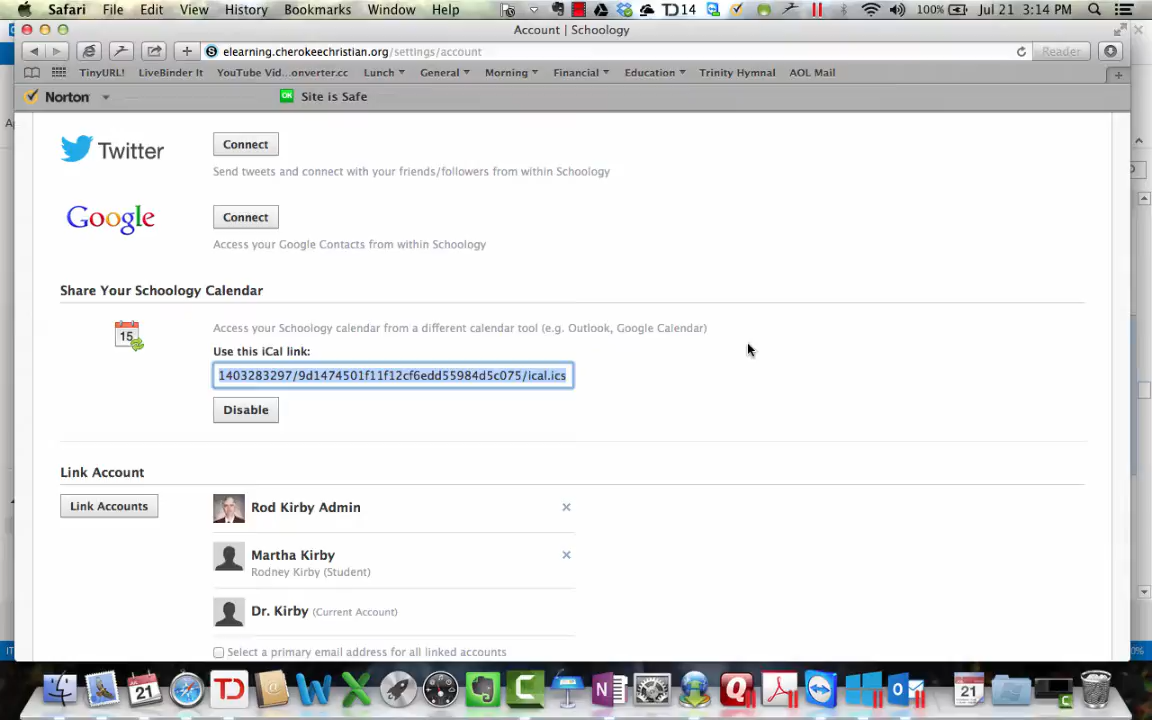 Safari File Edit View History Bookmarks Window Help 14 100% Jul 21 3:14 PM
Account | Schoology
elearning.cherokeechristian.org/settings/account Reader
TinyURL! LiveBinder It YouTube Vid...onverter.cc Lunch General Morning Financial Education Trinity Hymnal AOL Mail
Norton OK Site is Safe
Twitter Connect
Send tweets and connect with your friends/followers from within Schoology
Google Connect
Access your Google Contacts from within Schoology
Share Your Schoology Calendar
15 Access your Schoology calendar from a different calendar tool (e.g. Outlook, Google Calendar)
Use this iCal link:
1403283297/9d1474501f11f12cf6edd55984d5c075/ical.ics
Disable
Link Account
Link Accounts Rod Kirby Admin
Martha Kirby
Rodney Kirby (Student)
Dr. Kirby (Current Account)
Select a primary email address for all linked accounts